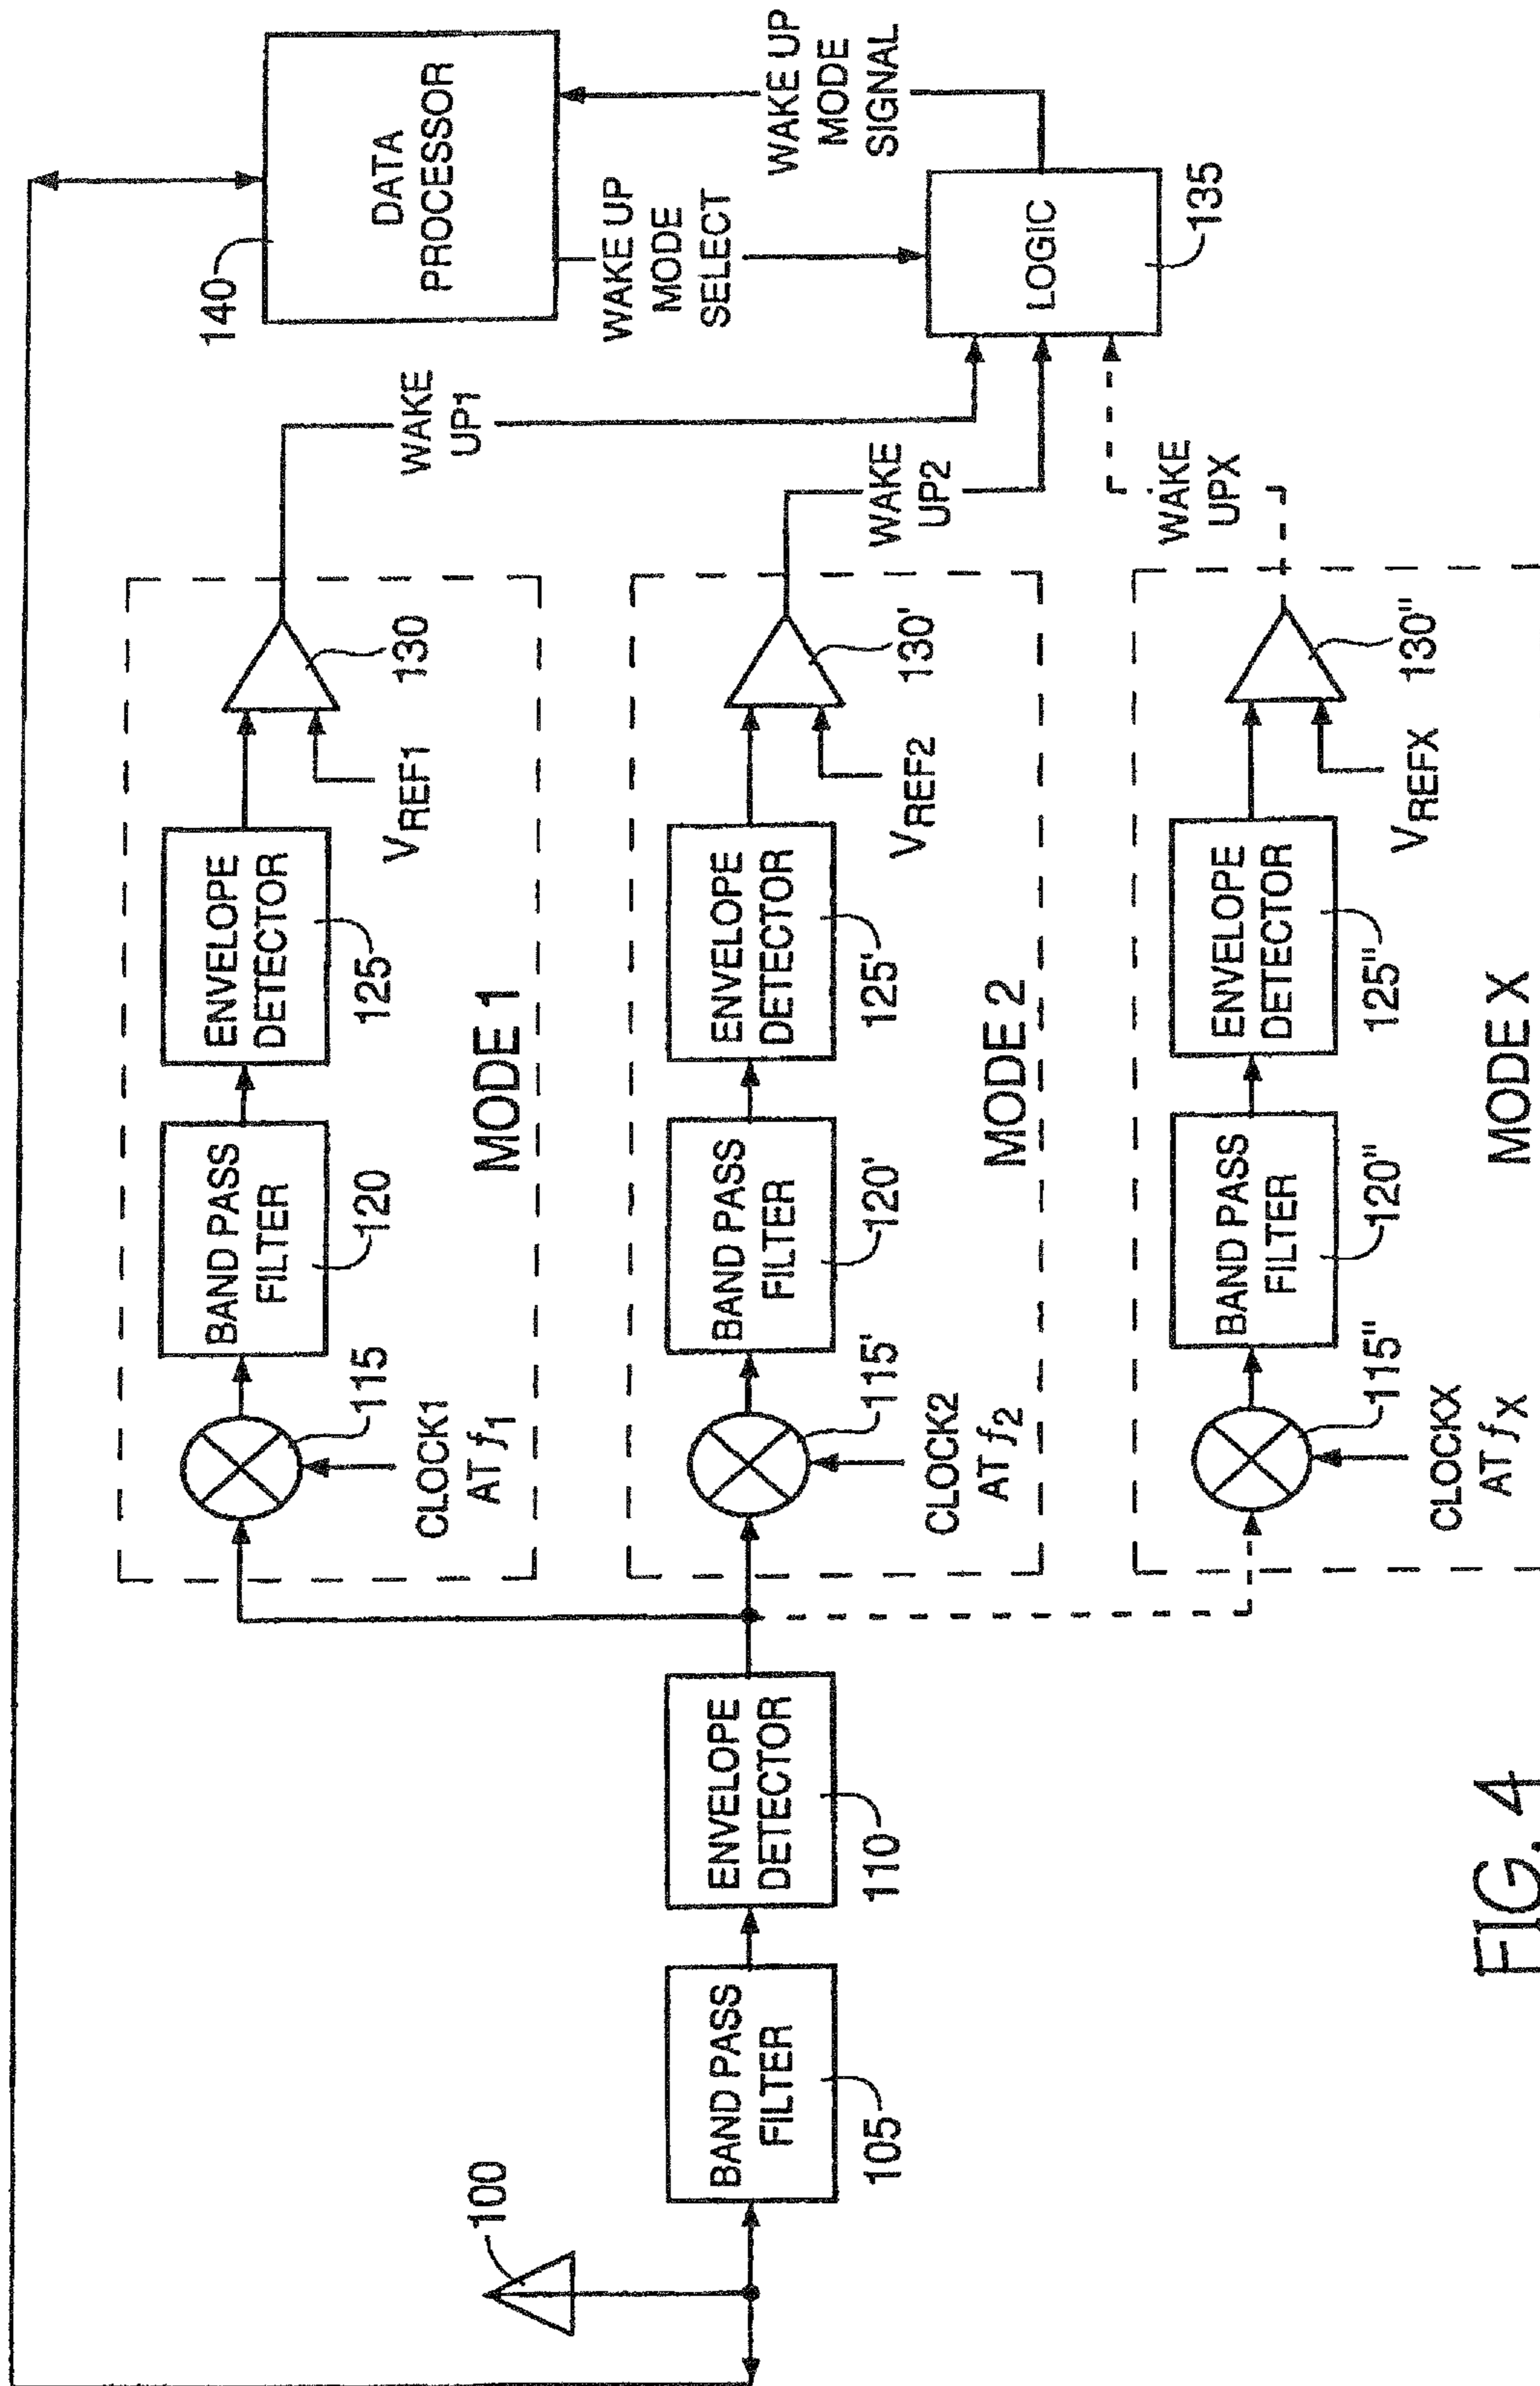 100
BAND PASS
FILTER
105
ENVELOPE
DETECTOR
110
CLOCK1
AT f1
115
BAND PASS
FILTER
120
ENVELOPE
DETECTOR
125
VREF1
130
MODE 1
WAKE
UP1
CLOCK2
AT f2
115'
BAND PASS
FILTER
120'
ENVELOPE
DETECTOR
125'
VREF2
130'
MODE 2
WAKE
UP2
CLOCKX
AT fX
115"
BAND PASS
FILTER
120"
ENVELOPE
DETECTOR
125"
VREFX
130"
MODE X
WAKE
UPX
140
DATA
PROCESSOR
WAKE UP
MODE
SELECT
WAKE UP
MODE
SIGNAL
LOGIC
135
FIG. 4